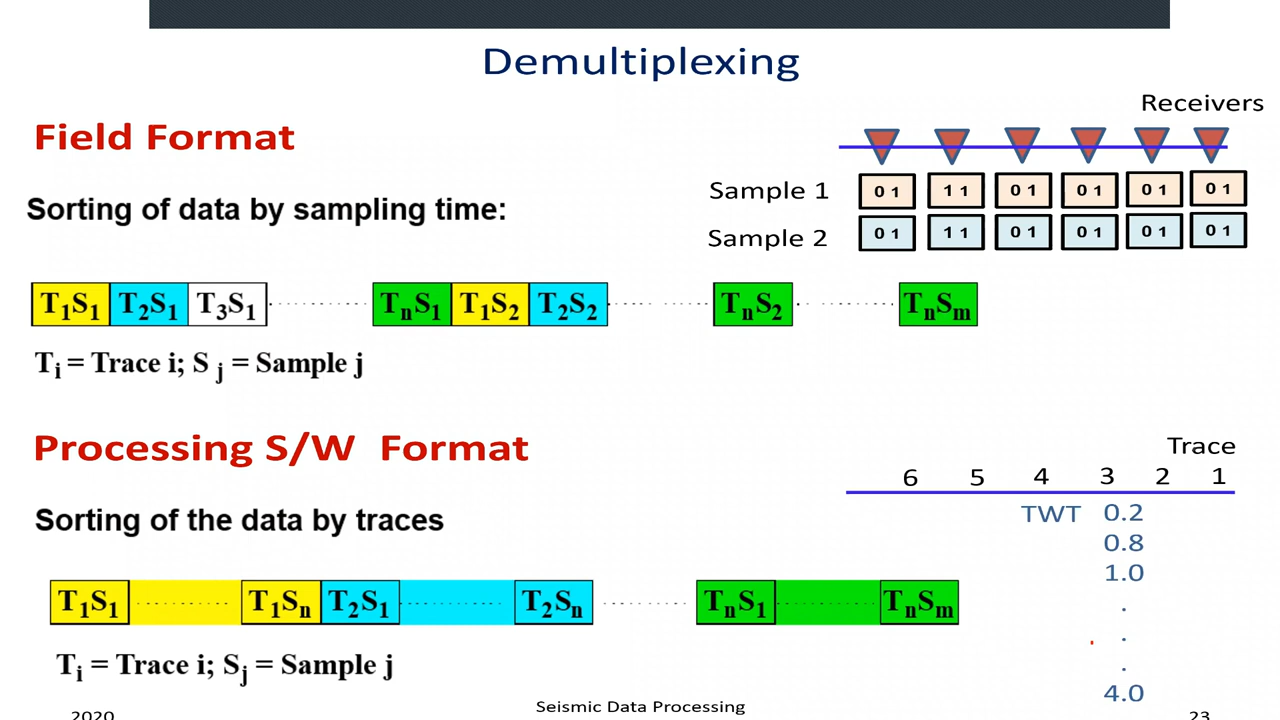 Demultiplexing
Receivers
Field Format
Sample 1 0 1 1 1 0 1 0 1 0 1 0 1
Sorting of data by sampling time:
Sample 2 0 1 1 1 0 1 0 1 0 1 0 1
T1S1 T2S1 T3S1 ........ TnS1 T1S2 T2S2 ........ TnS2 ........ TnSm
Ti = Trace i; S j = Sample j
Processing S/W Format
Trace
6 5 4 3 2 1
TWT 0.2
Sorting of the data by traces
0.8
1.0
.
.
.
4.0
T1S1 ........ T1Sn T2S1 ........ T2Sn ........ TnS1 ........ TnSm
Ti = Trace i; Sj = Sample j
2020 Seismic Data Processing 23